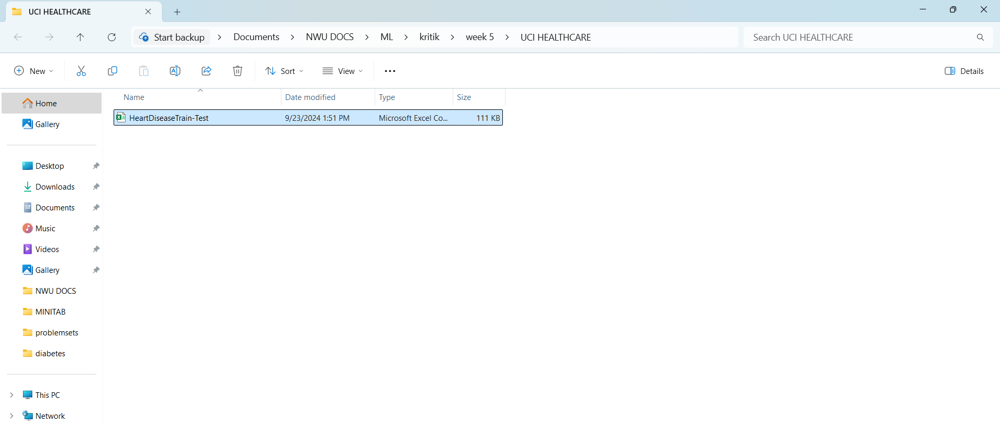 UCI HEALTHCARE
Start backup > Documents > NWU DOCS > ML > kritik > week 5 > UCI HEALTHCARE
Search UCI HEALTHCARE
New
Sort
View
Details
Name Date modified Type Size
HeartDiseaseTrain-Test 9/23/2024 1:51 PM Microsoft Excel Co... 111 KB
Home
Gallery
Desktop
Downloads
Documents
Music
Videos
Gallery
NWU DOCS
MINITAB
problemsets
diabetes
This PC
Network